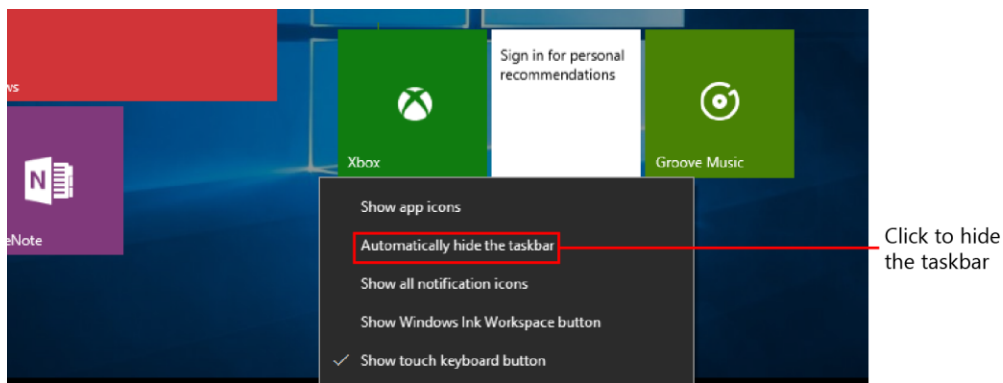 Sign in for personal
recommendations
ws
Xbox
Groove Music
N
eNote
Show app icons
Automatically hide the taskbar
Show all notification icons
Show Windows Ink Workspace button
Show touch keyboard button
Click to hide
the taskbar